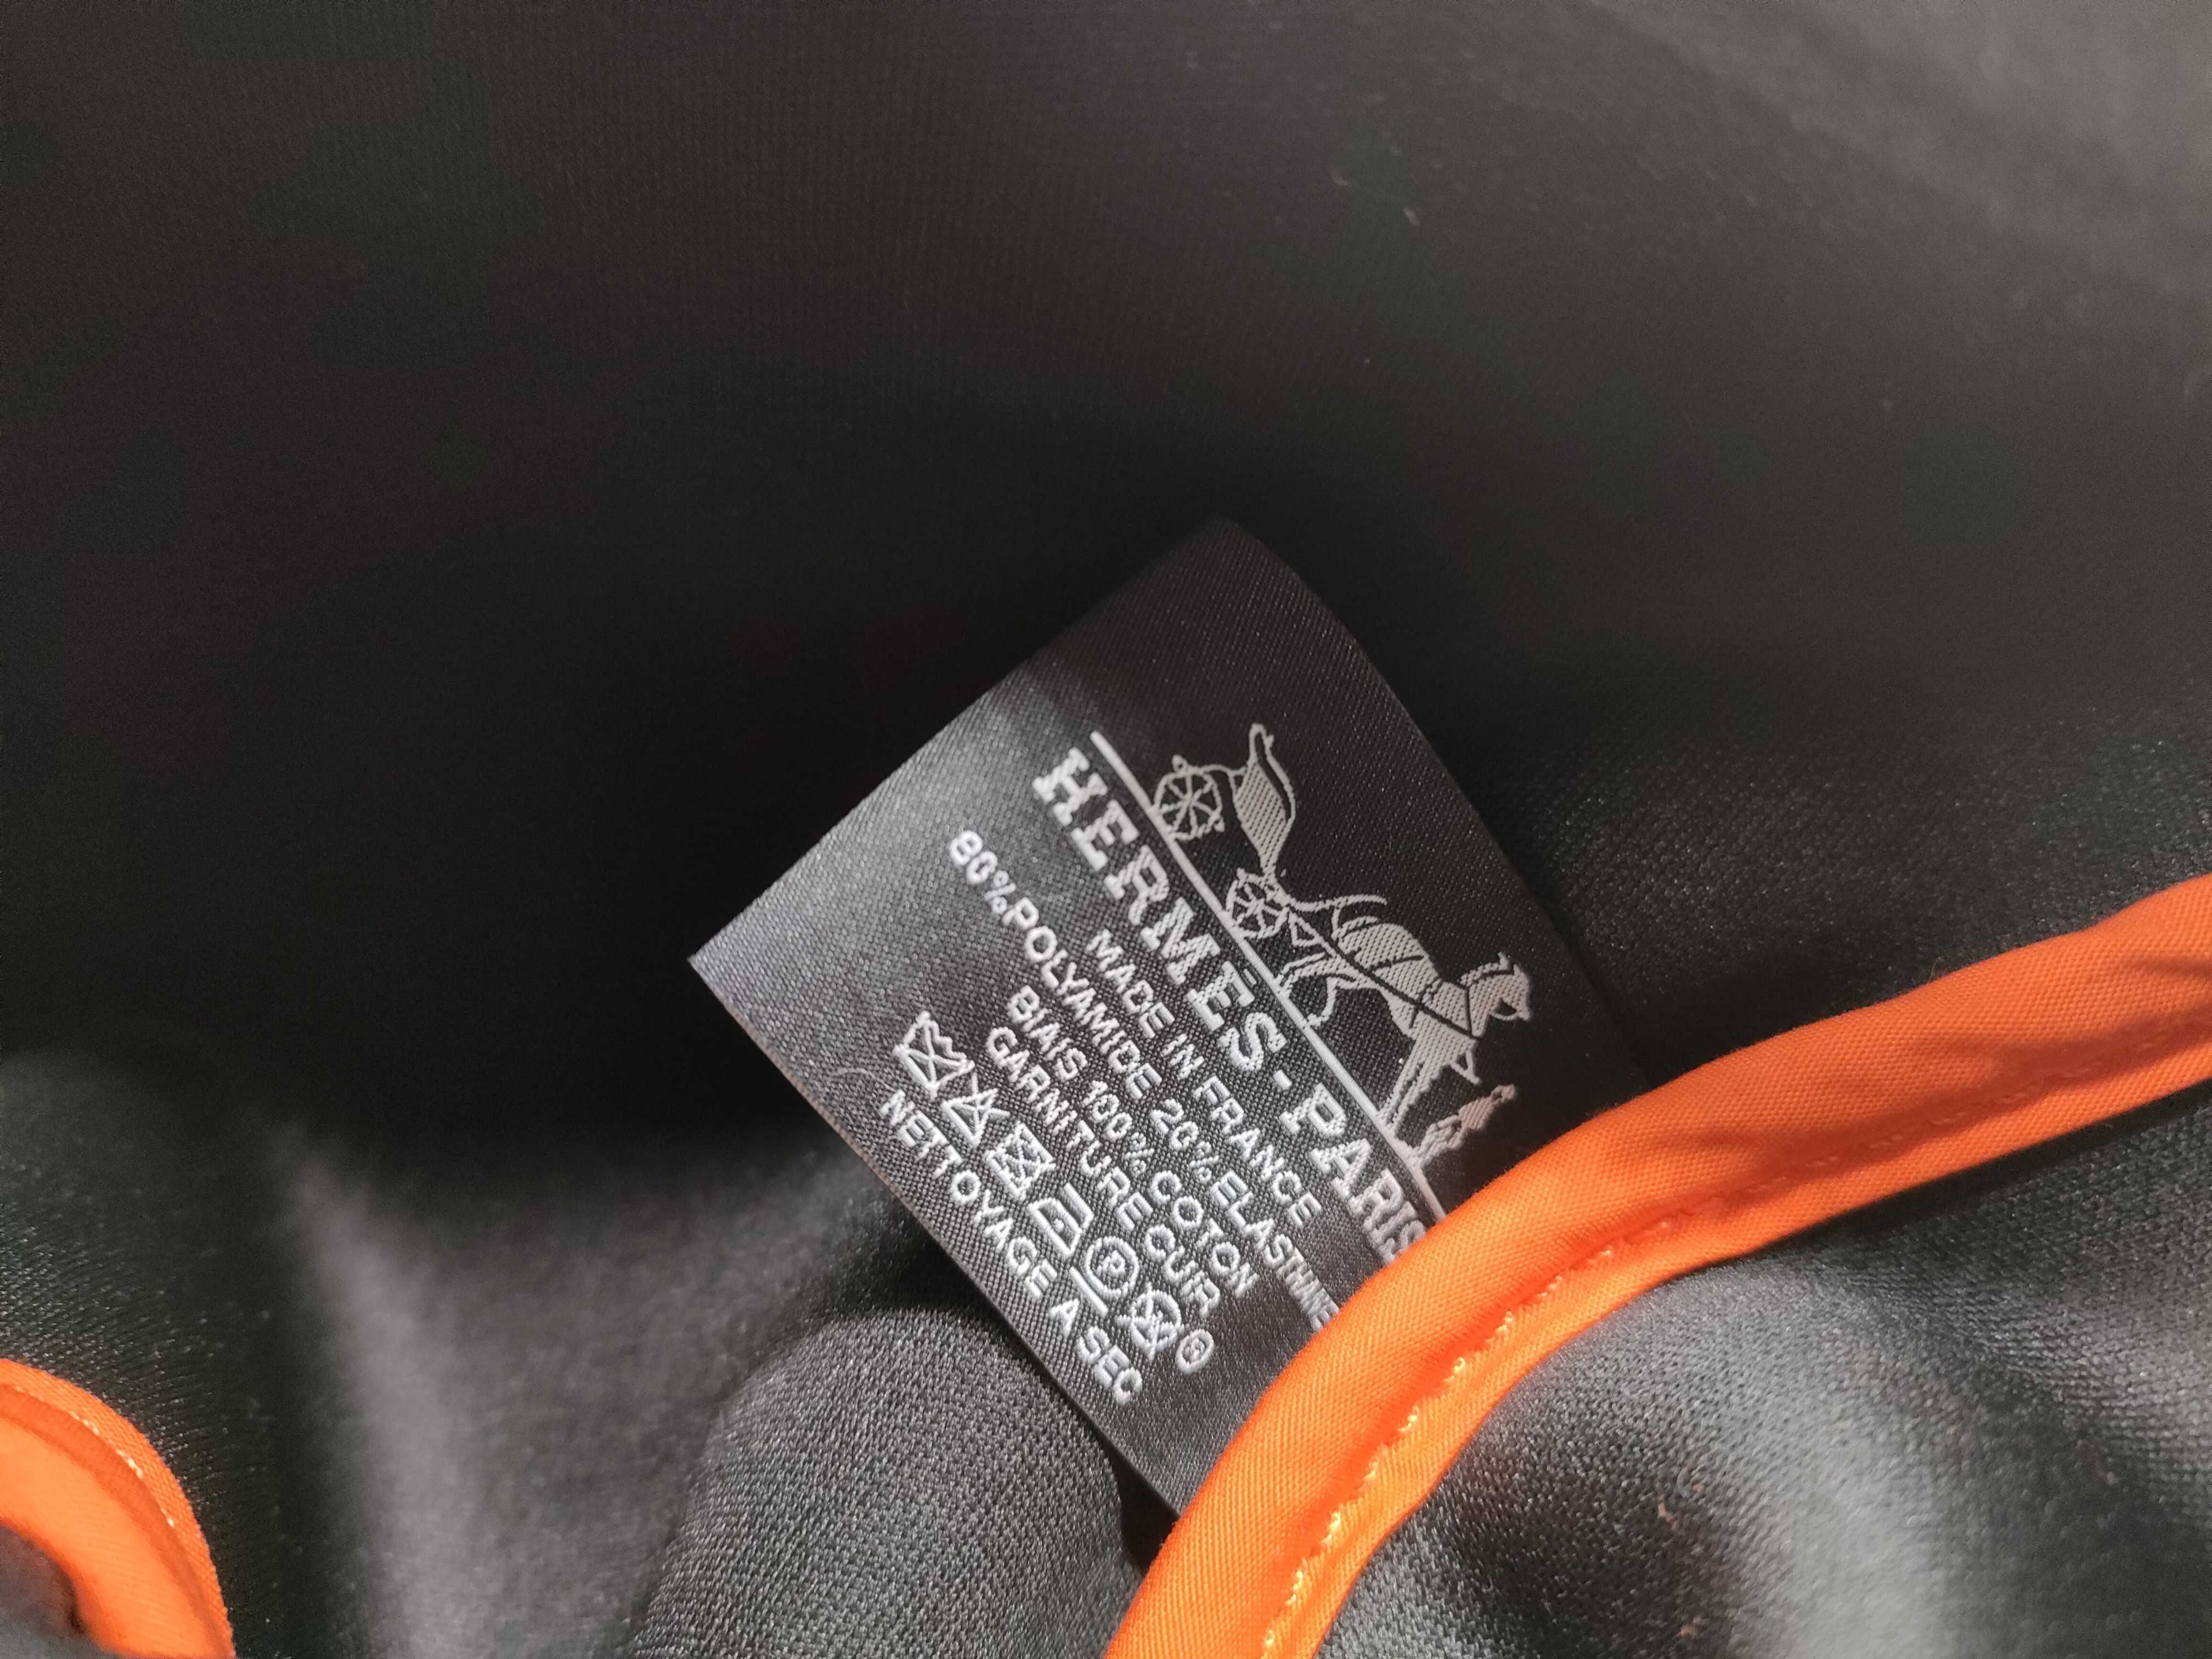 HERMÈS-PARIS
MADE IN FRANCE
80%POLYAMIDE 20%ELASTHANNE
BIAIS 100% COTON
GARNITURE CUIR
P ®
NETTOYAGE A SEC